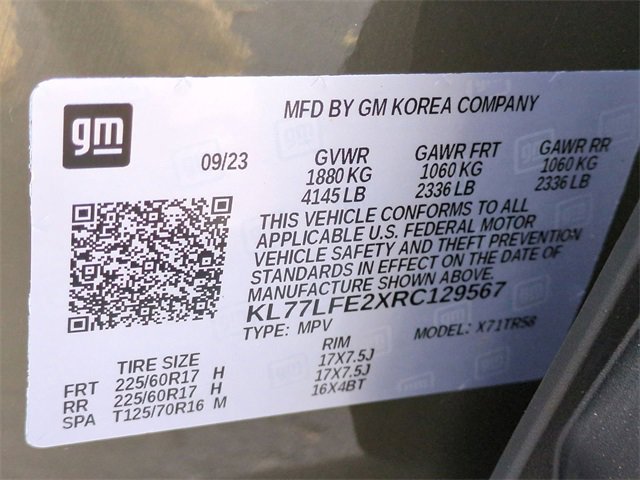 MFD BY GM KOREA COMPANY
gm
09/23
GVWR GAWR FRT GAWR RR
1880 KG 1060 KG 1060 KG
4145 LB 2336 LB 2336 LB
THIS VEHICLE CONFORMS TO ALL
APPLICABLE U.S. FEDERAL MOTOR
VEHICLE SAFETY AND THEFT PREVENTION
STANDARDS IN EFFECT ON THE DATE OF
MANUFACTURE SHOWN ABOVE.
KL77LFE2XRC129567
TYPE: MPV MODEL: X71TR58
TIRE SIZE RIM
FRT 225/60R17 H 17X7.5J
RR 225/60R17 H 17X7.5J
SPA T125/70R16 M 16X4BT